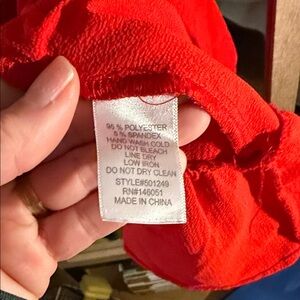 95 % POLYESTER
5 % SPANDEX
HAND WASH COLD
DO NOT BLEACH
LINE DRY
LOW IRON
DO NOT DRY CLEAN
STYLE#501249
RN#146051
MADE IN CHINA